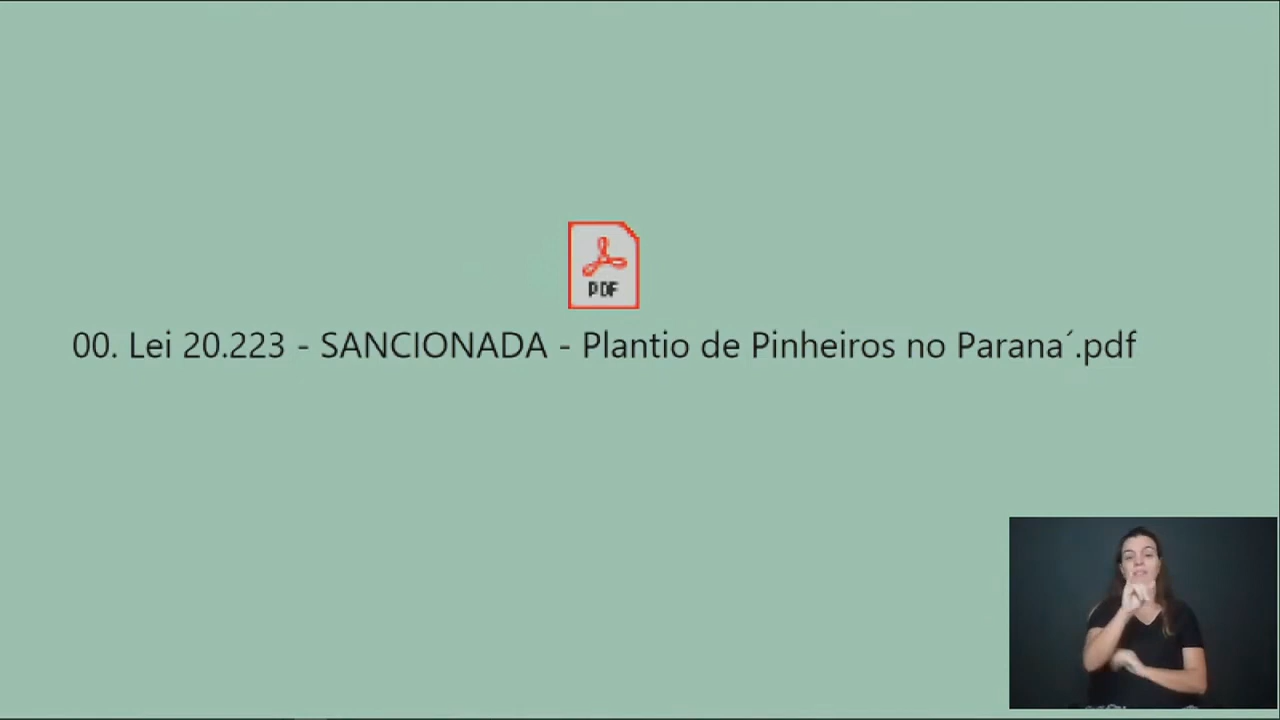 PDF
00. Lei 20.223 - SANCIONADA - Plantio de Pinheiros no Parana´.pdf